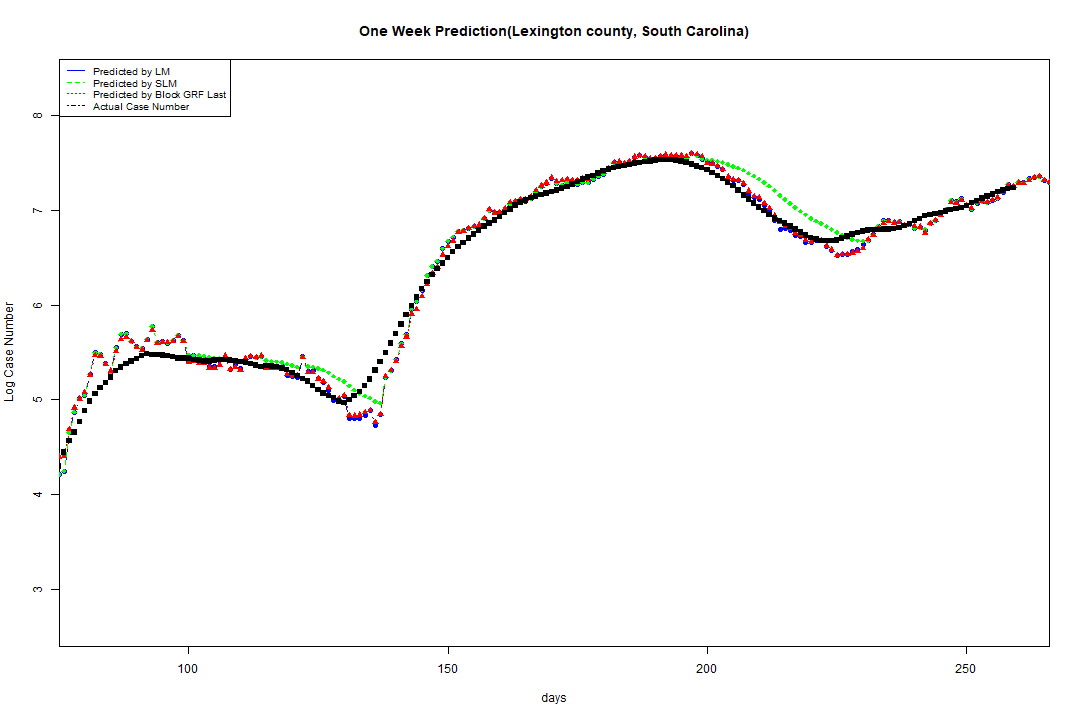 One Week Prediction(Lexington county, South Carolina)
Predicted by LM
Predicted by SLM
Predicted by Block GRF Last
Actual Case Number
Log Case Number
8
7
6
5
4
3
100 150 200 250
days